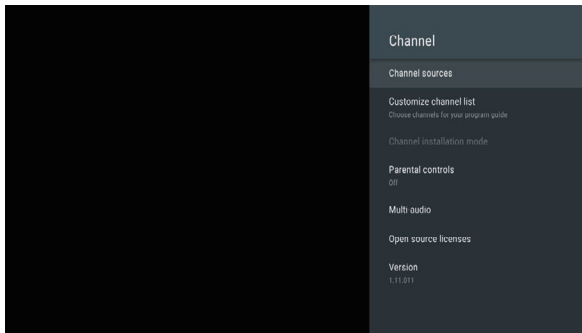 Channel
Channel sources
Customize channel list
Choose channels for your program guide
Channel installation mode
Parental controls
Off
Multi audio
Open source licenses
Version
1.11.011